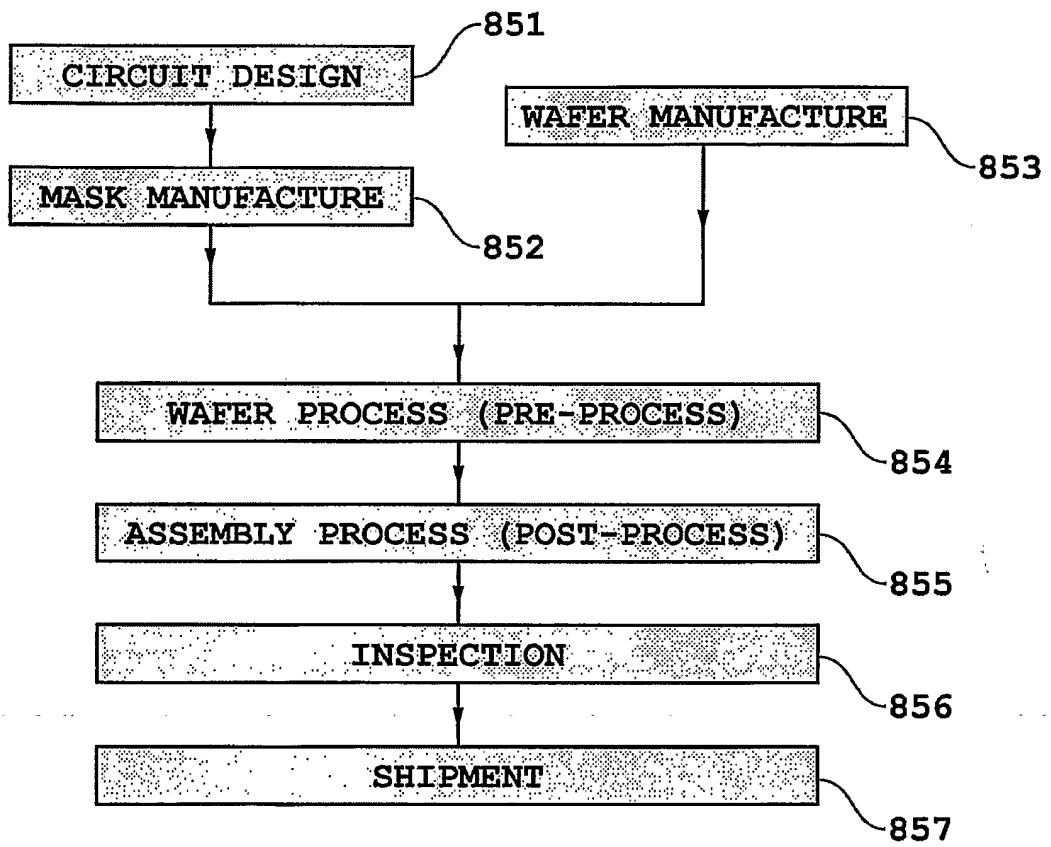 851
CIRCUIT DESIGN
WAFER MANUFACTURE
853
MASK MANUFACTURE
852
WAFER PROCESS (PRE-PROCESS)
854
ASSEMBLY PROCESS (POST-PROCESS)
855
INSPECTION
856
SHIPMENT
857